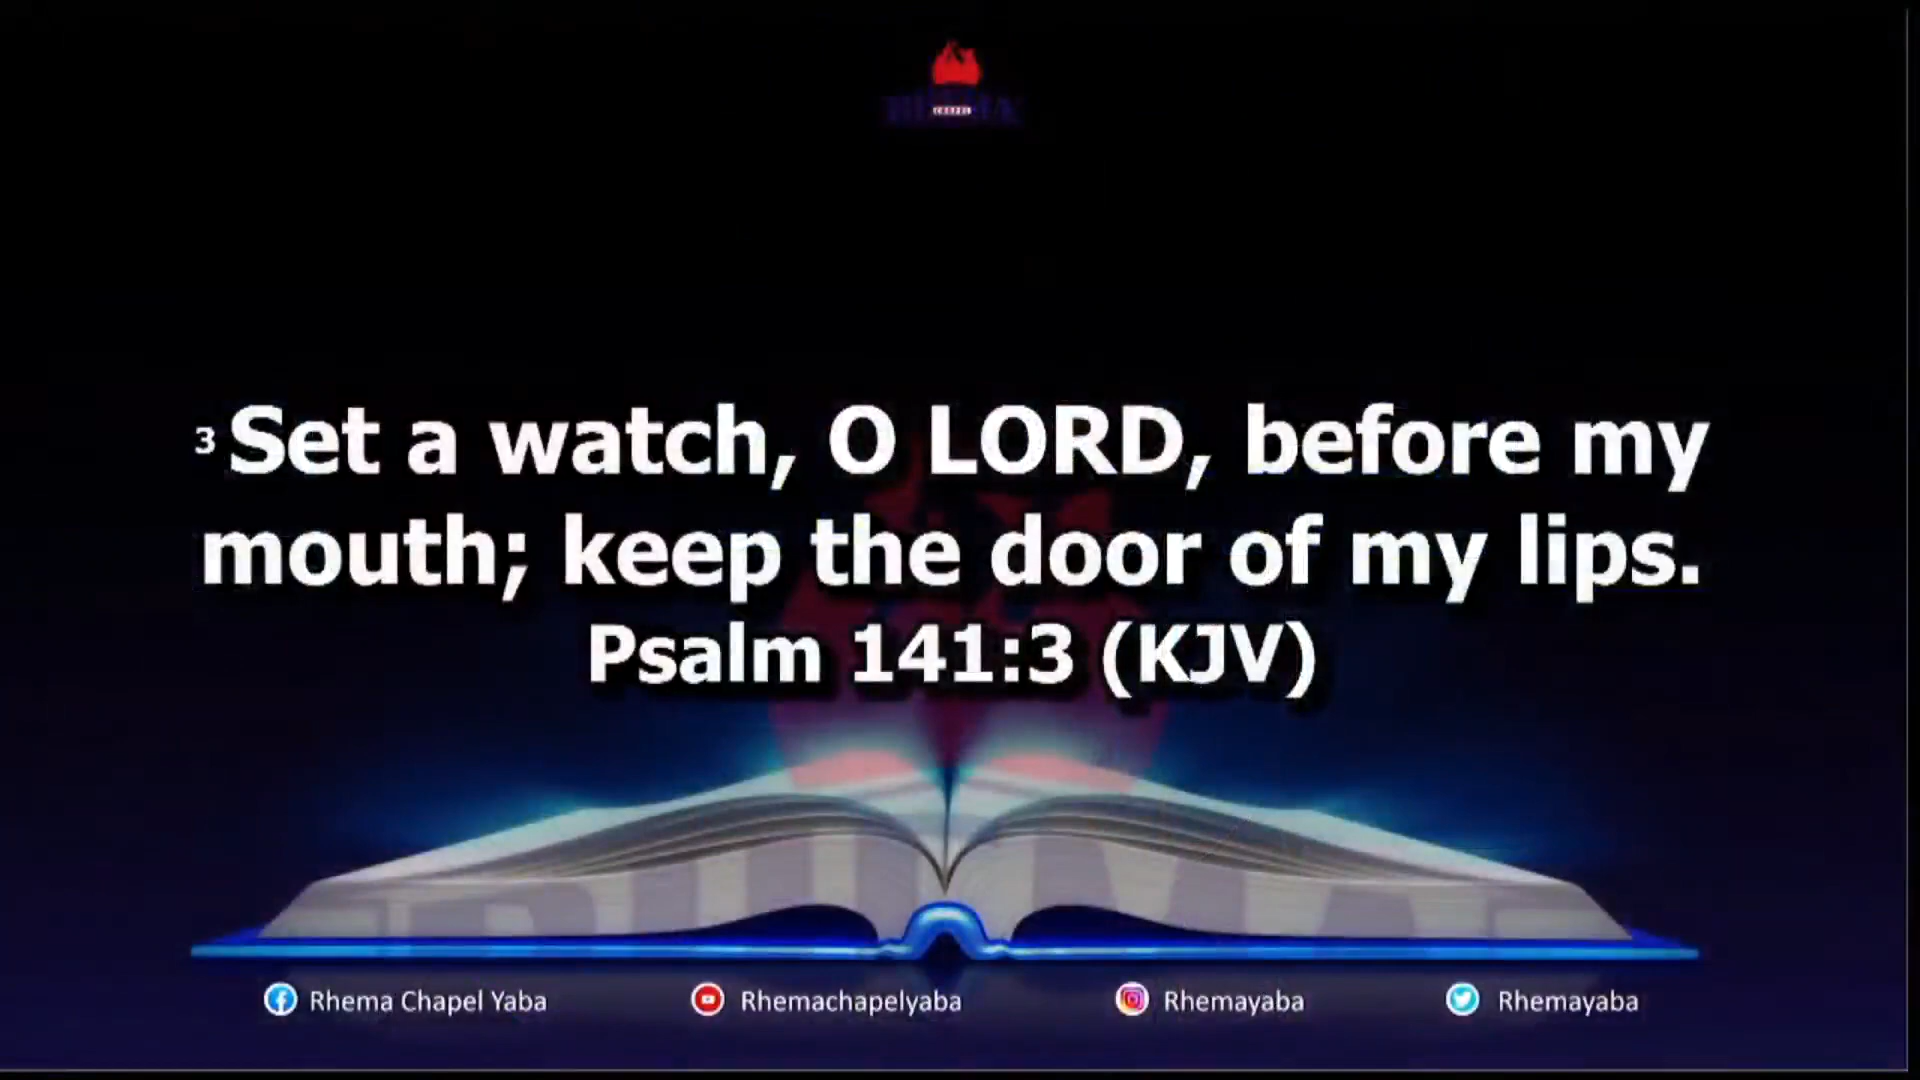 CHAPEL
3 Set a watch, O LORD, before my
mouth; keep the door of my lips.
Psalm 141:3 (KJV)
Rhema Chapel Yaba Rhemachapelyaba Rhemayaba Rhemayaba